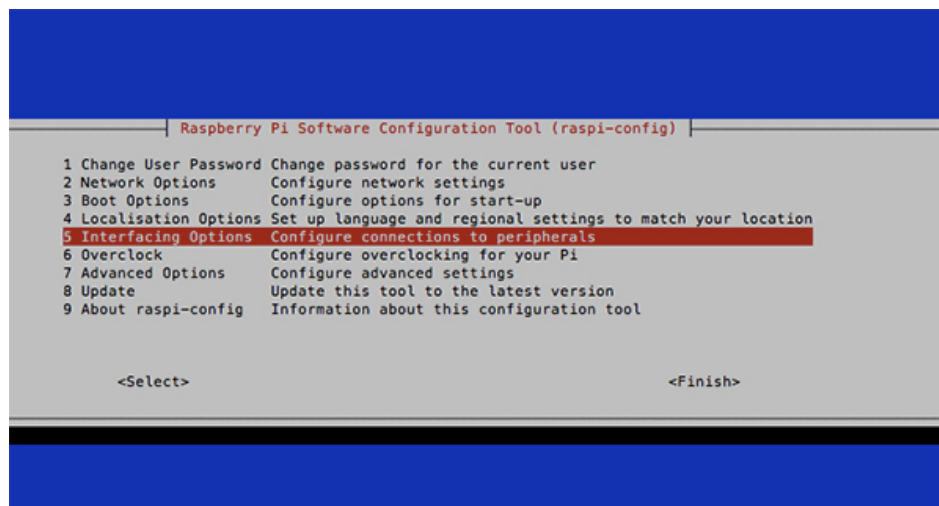 Raspberry Pi Software Configuration Tool (raspi-config)
1 Change User Password Change password for the current user
2 Network Options Configure network settings
3 Boot Options Configure options for start-up
4 Localisation Options Set up language and regional settings to match your location
5 Interfacing Options Configure connections to peripherals
6 Overclock Configure overclocking for your Pi
7 Advanced Options Configure advanced settings
8 Update Update this tool to the latest version
9 About raspi-config Information about this configuration tool
<Select> <Finish>